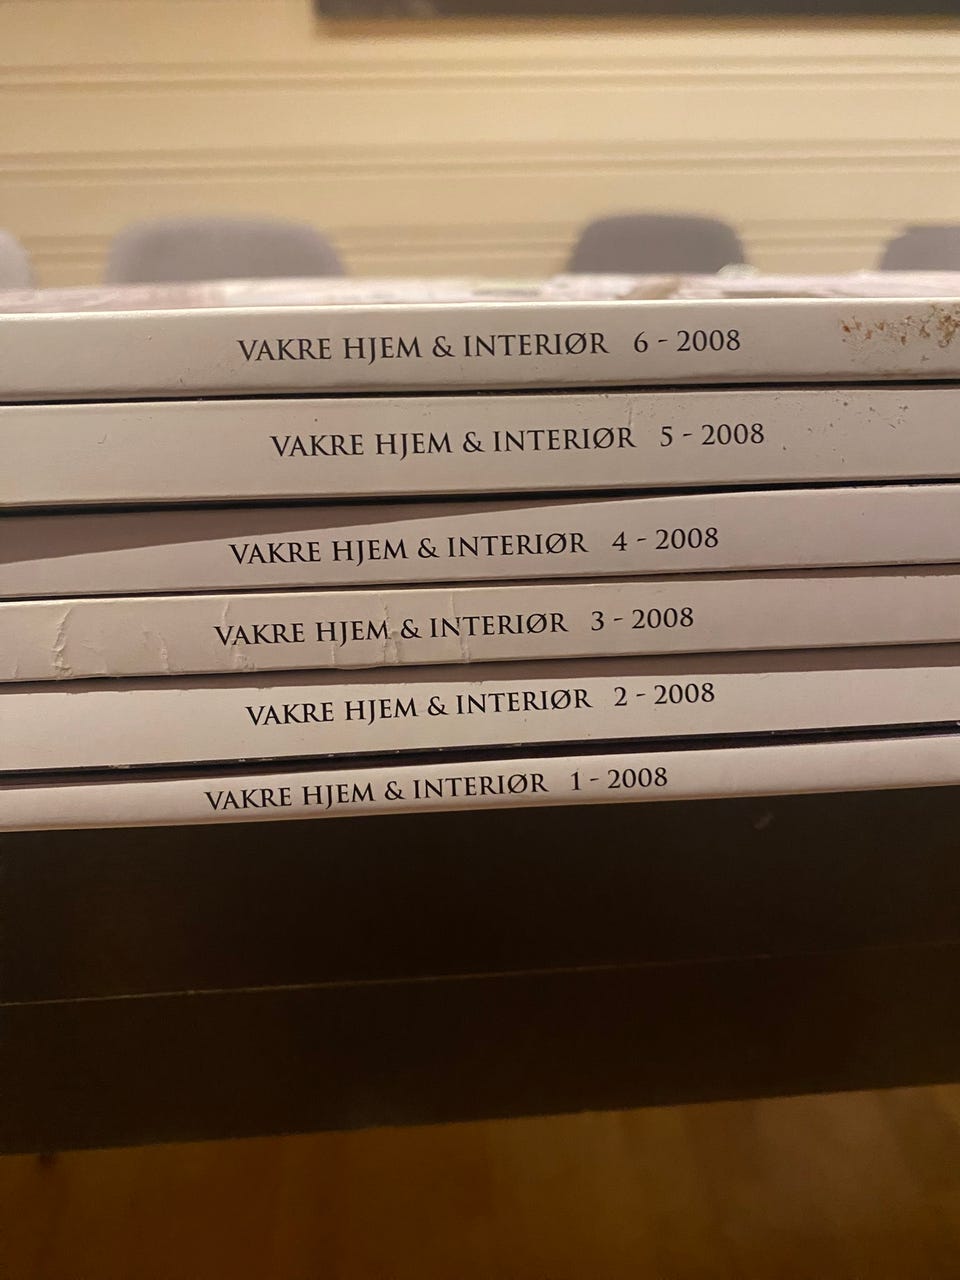 VAKRE HJEM & INTERIØR 6 - 2008
VAKRE HJEM & INTERIØR 5 - 2008
VAKRE HJEM & INTERIØR 4 - 2008
VAKRE HJEM & INTERIØR 3 - 2008
VAKRE HJEM & INTERIØR 2 - 2008
VAKRE HJEM & INTERIØR 1 - 2008